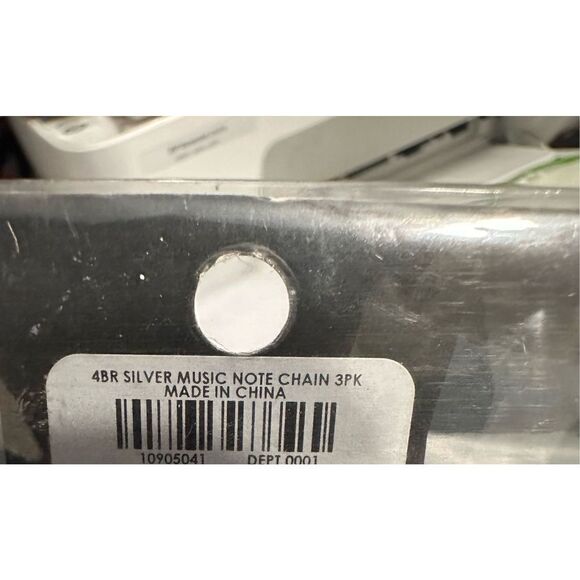 4BR SILVER MUSIC NOTE CHAIN 3PK
MADE IN CHINA
10905041 DEPT 0001